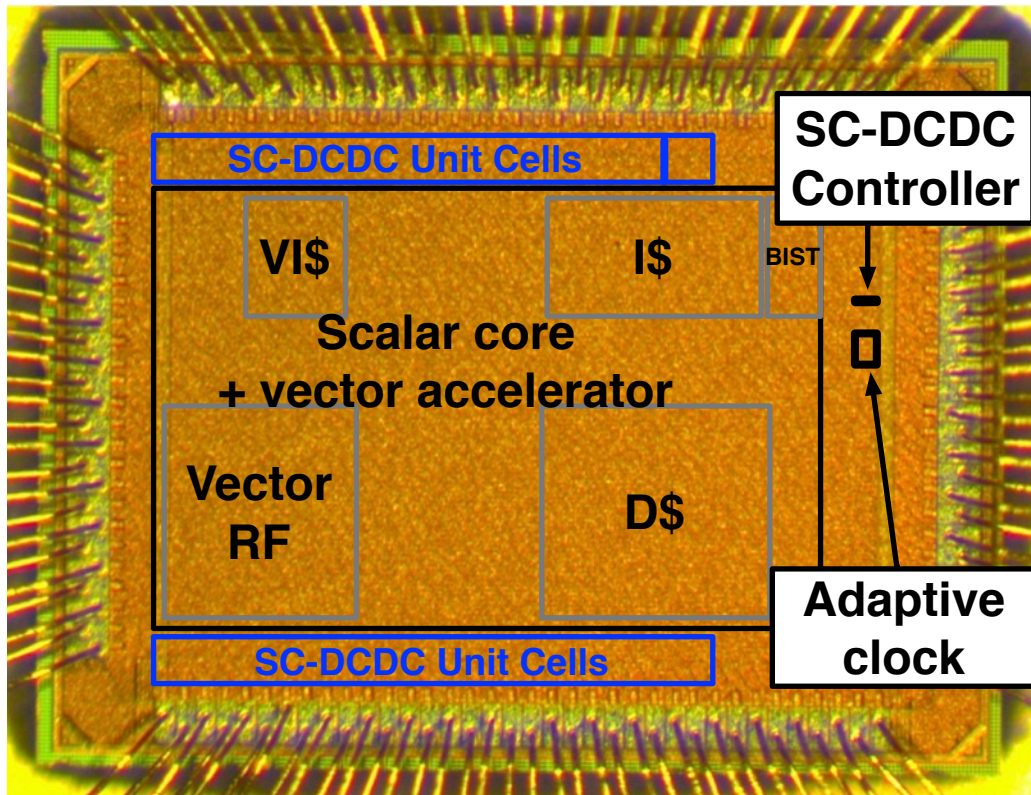 SC-DCDC
Controller
SC-DCDC Unit Cells
VI$
I$
BIST
Scalar core
+ vector accelerator
Vector
RF
D$
Adaptive
clock
SC-DCDC Unit Cells